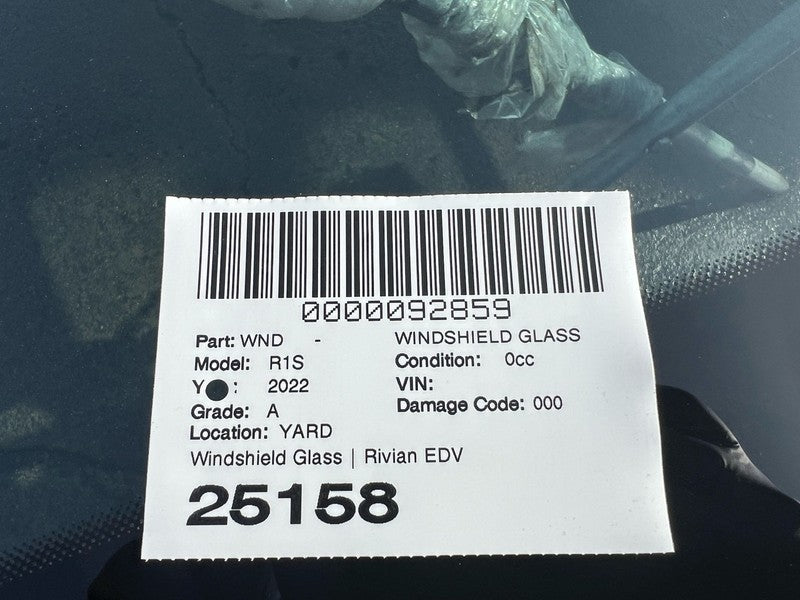 0000092859
Part: WND - WINDSHIELD GLASS
Model: R1S Condition: 0cc
Y : 2022 VIN:
Grade: A Damage Code: 000
Location: YARD
Windshield Glass | Rivian EDV
25158